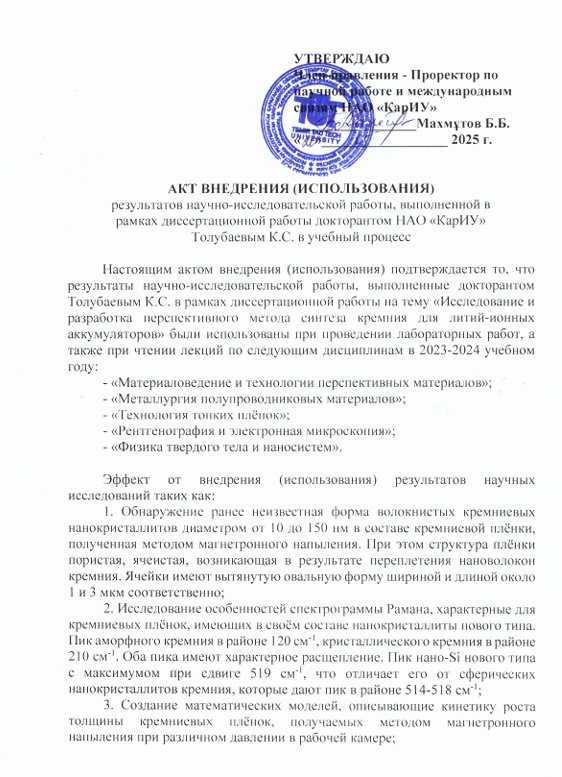 УТВЕРЖДАЮ
Член правления - Проректор по
научной работе и международным
связям НАО «КарИУ»
Махмұтов Б.Б.
« » 2025 г.
TEMIRTAU TECH
UNIVERSITY
АКТ ВНЕДРЕНИЯ (ИСПОЛЬЗОВАНИЯ)
результатов научно-исследовательской работы, выполненной в
рамках диссертационной работы докторантом НАО «КарИУ»
Толубаевым К.С. в учебный процесс
Настоящим актом внедрения (использования) подтверждается то, что
результаты научно-исследовательской работы, выполненные докторантом
Толубаевым К.С. в рамках диссертационной работы на тему «Исследование и
разработка перспективного метода синтеза кремния для литий-ионных
аккумуляторов» были использованы при проведении лабораторных работ, а
также при чтении лекций по следующим дисциплинам в 2023-2024 учебном
году:
- «Материаловедение и технологии перспективных материалов»;
- «Металлургия полупроводниковых материалов»;
- «Технология тонких плёнок»;
- «Рентгенография и электронная микроскопия»;
- «Физика твердого тела и наносистем».
Эффект от внедрения (использования) результатов научных
исследований таких как:
1. Обнаружение ранее неизвестная форма волокнистых кремниевых
нанокристаллитов диаметром от 10 до 150 нм в составе кремниевой плёнки,
полученная методом магнетронного напыления. При этом структура плёнки
пористая, ячеистая, возникающая в результате переплетения нановолокон
кремния. Ячейки имеют вытянутую овальную форму шириной и длиной около
1 и 3 мкм соответственно;
2. Исследование особенностей спектрограммы Рамана, характерные для
кремниевых плёнок, имеющих в своём составе нанокристаллиты нового типа.
Пик аморфного кремния в районе 120 см⁻¹, кристаллического кремния в районе
210 см⁻¹. Оба пика имеют характерное расщепление. Пик нано-Si нового типа
с максимумом при сдвиге 519 см⁻¹, что отличает его от сферических
нанокристаллитов кремния, которые дают пик в районе 514-518 см⁻¹;
3. Создание математических моделей, описывающие кинетику роста
толщины кремниевых плёнок, получаемых методом магнетронного
напыления при различном давлении в рабочей камере;